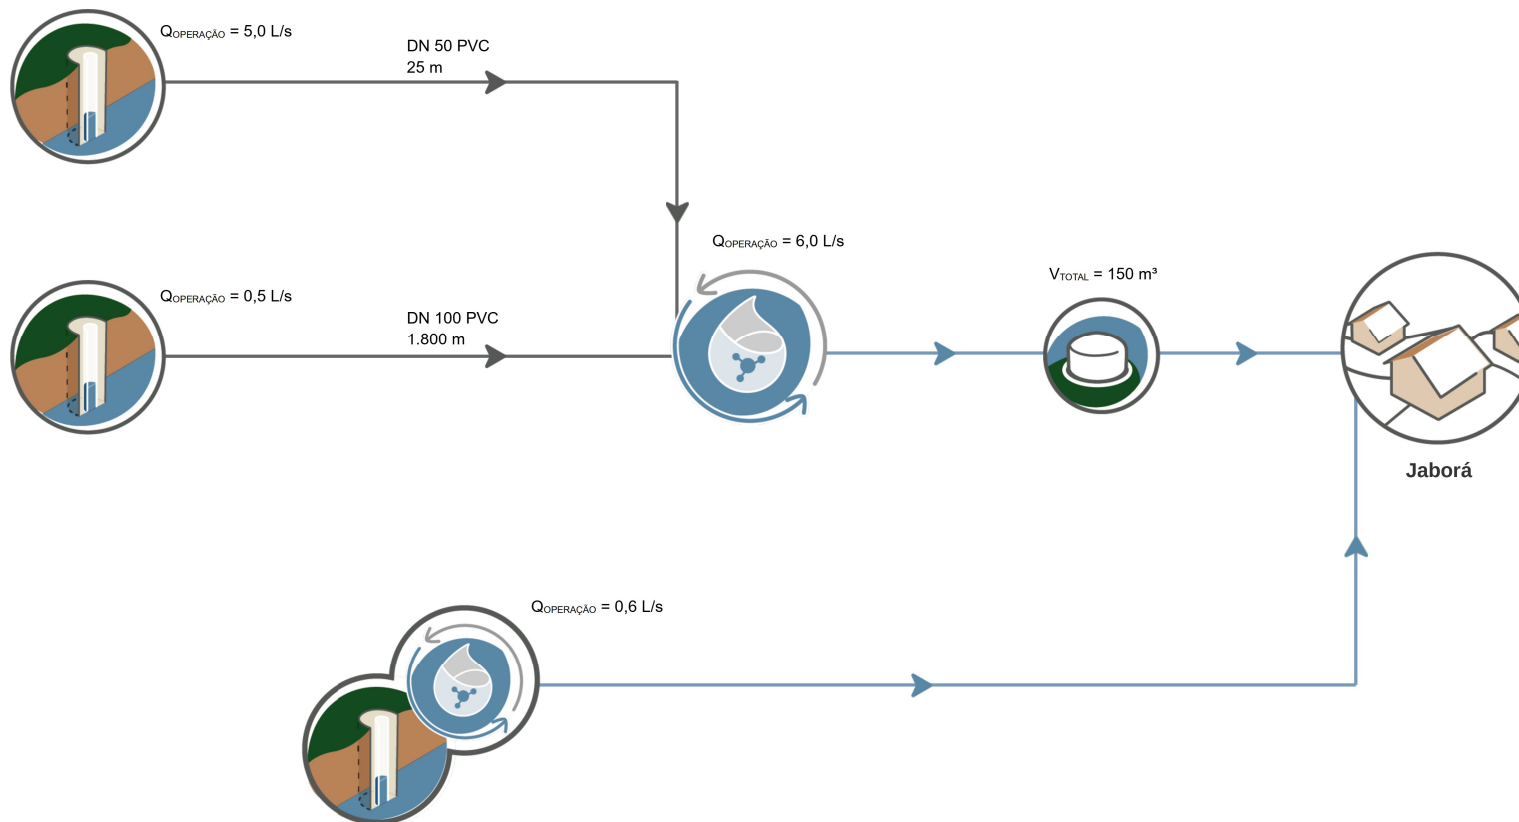 QOPERAÇÃO = 5,0 L/s
DN 50 PVC
25 m
QOPERAÇÃO = 6,0 L/s
QOPERAÇÃO = 0,5 L/s
DN 100 PVC
1.800 m
VTOTAL = 150 m³
Jaborá
QOPERAÇÃO = 0,6 L/s